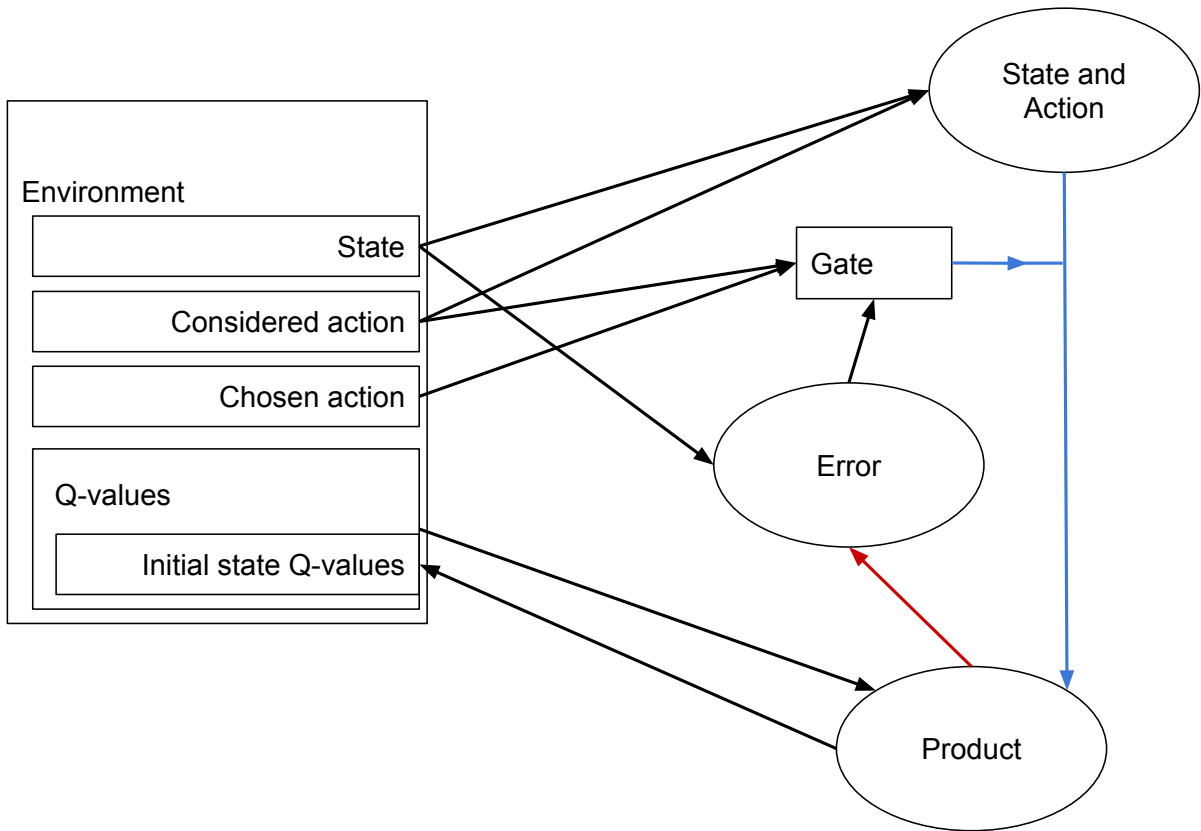 State and
Action
Environment
State
Gate
Considered action
Chosen action
Error
Q-values
Initial state Q-values
Product